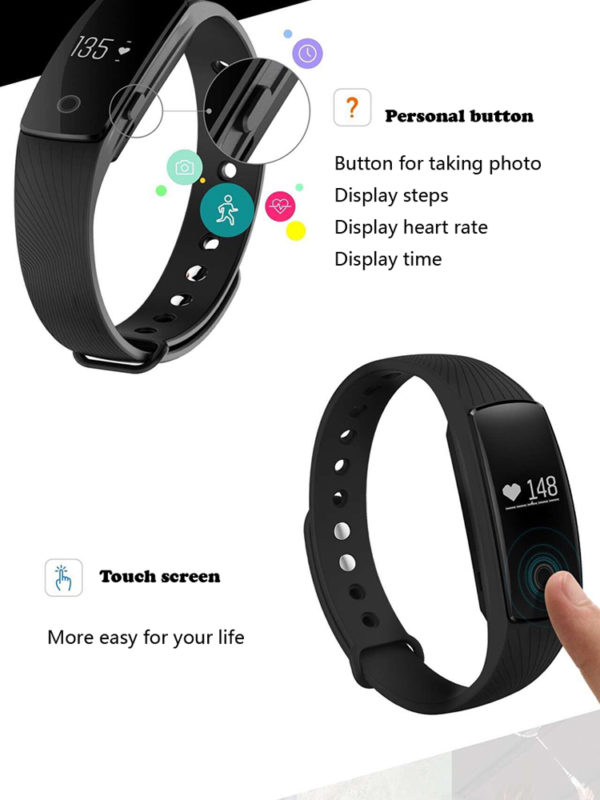 135
?
Personal button
Button for taking photo
Display steps
Display heart rate
Display time
148
Touch screen
More easy for your life